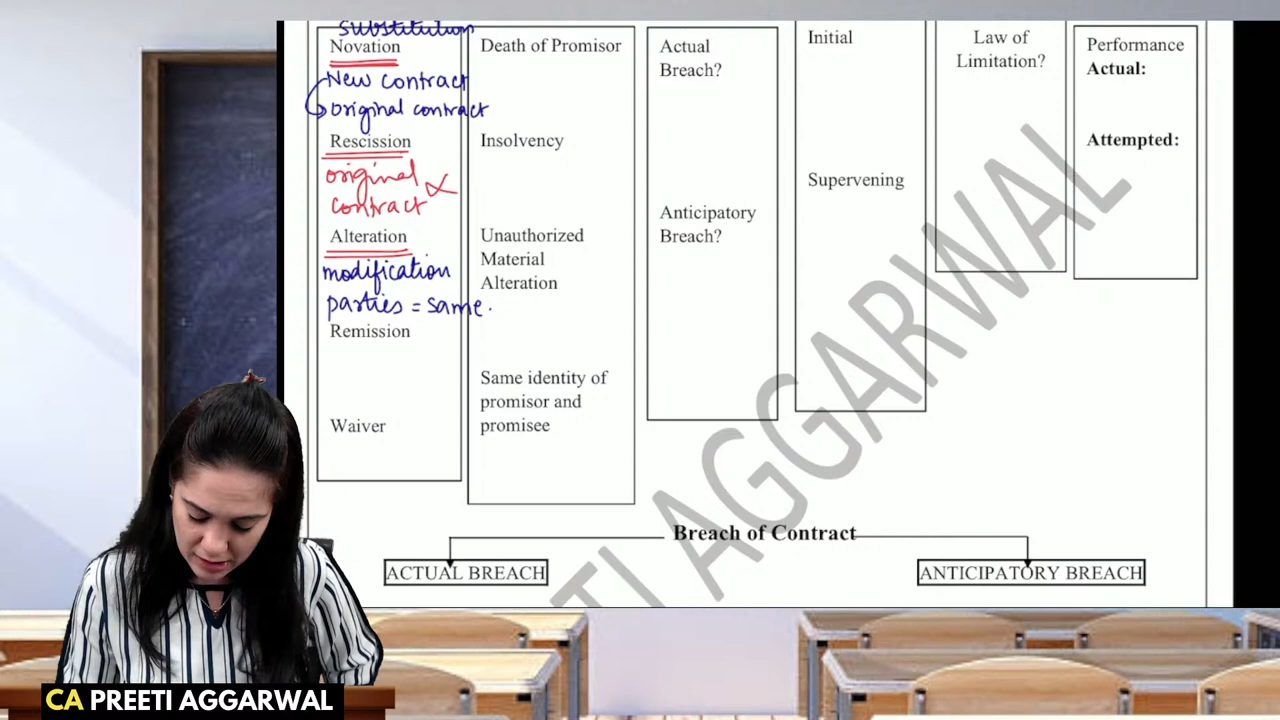 substitution
Novation
New contract
original contract
Rescission
original
contract
Alteration
modification
parties = same.
Remission
Waiver
Death of Promisor
Insolvency
Unauthorized
Material
Alteration
Same identity of
promisor and
promisee
Actual
Breach?
Anticipatory
Breach?
Initial
Supervening
Law of
Limitation?
Performance
Actual:
Attempted:
Breach of Contract
ACTUAL BREACH
ANTICIPATORY BREACH
TI AGGARWAL
CA PREETI AGGARWAL